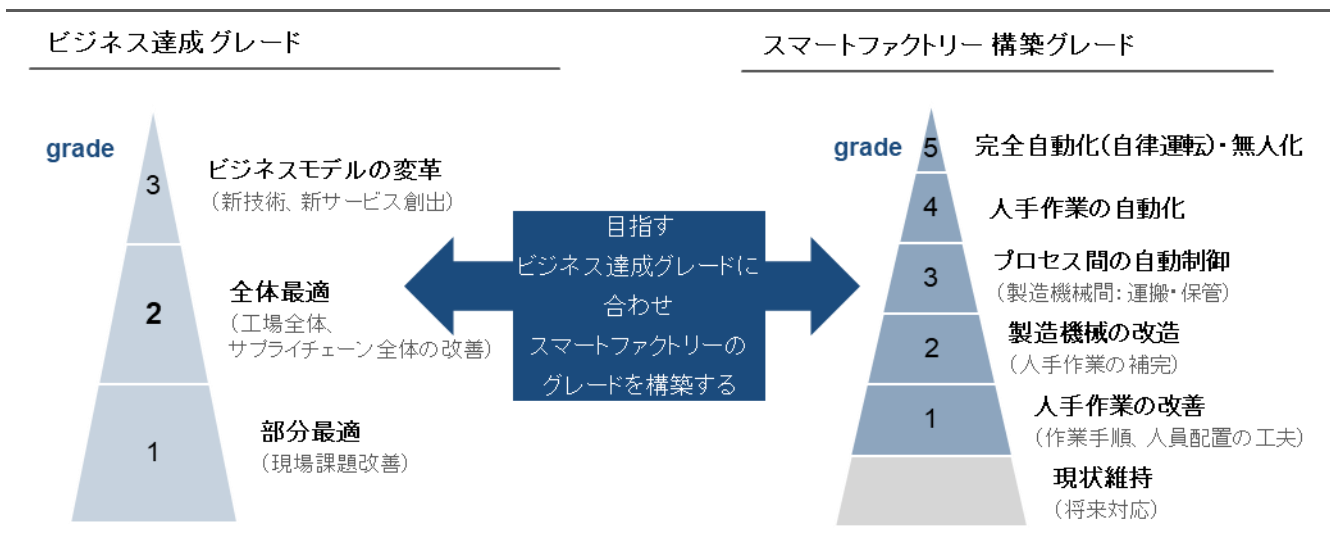 ビジネス達成グレード
grade
3
ビジネスモデルの変革
（新技術、新サービス創出）
2
全体最適
（工場全体、
サプライチェーン全体の改善）
1
部分最適
（現場課題改善）
目指す
ビジネス達成グレードに
合わせ
スマートファクトリーの
グレードを構築する
スマートファクトリー構築グレード
grade
5
完全自動化（自律運転）・無人化
4
人手作業の自動化
3
プロセス間の自動制御
（製造機械間：運搬・保管）
2
製造機械の改造
（人手作業の補完）
1
人手作業の改善
（作業手順、人員配置の工夫）
現状維持
（将来対応）